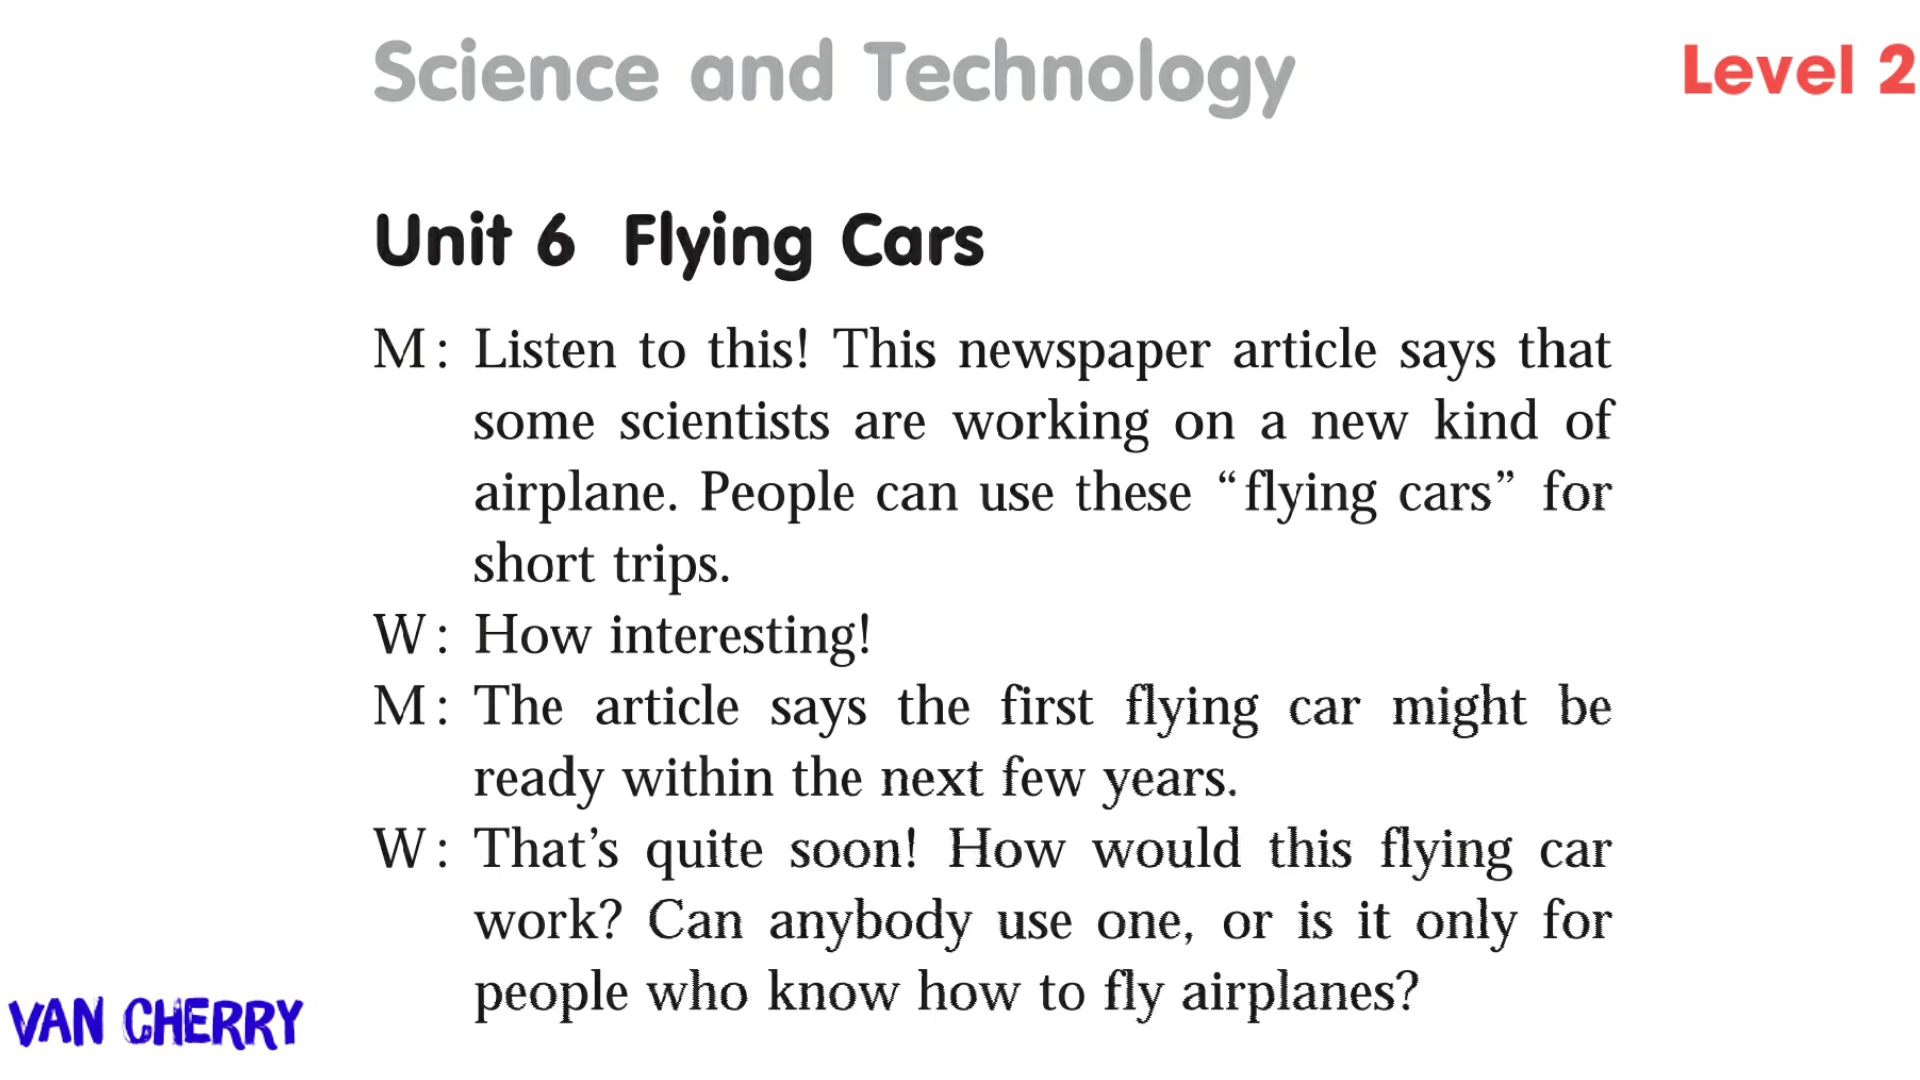 Science and Technology
Level 2
Unit 6 Flying Cars
M: Listen to this! This newspaper article says that
some scientists are working on a new kind of
airplane. People can use these “flying cars” for
short trips.
W: How interesting!
M: The article says the first flying car might be
ready within the next few years.
W: That’s quite soon! How would this flying car
work? Can anybody use one, or is it only for
people who know how to fly airplanes?
VAN CHERRY